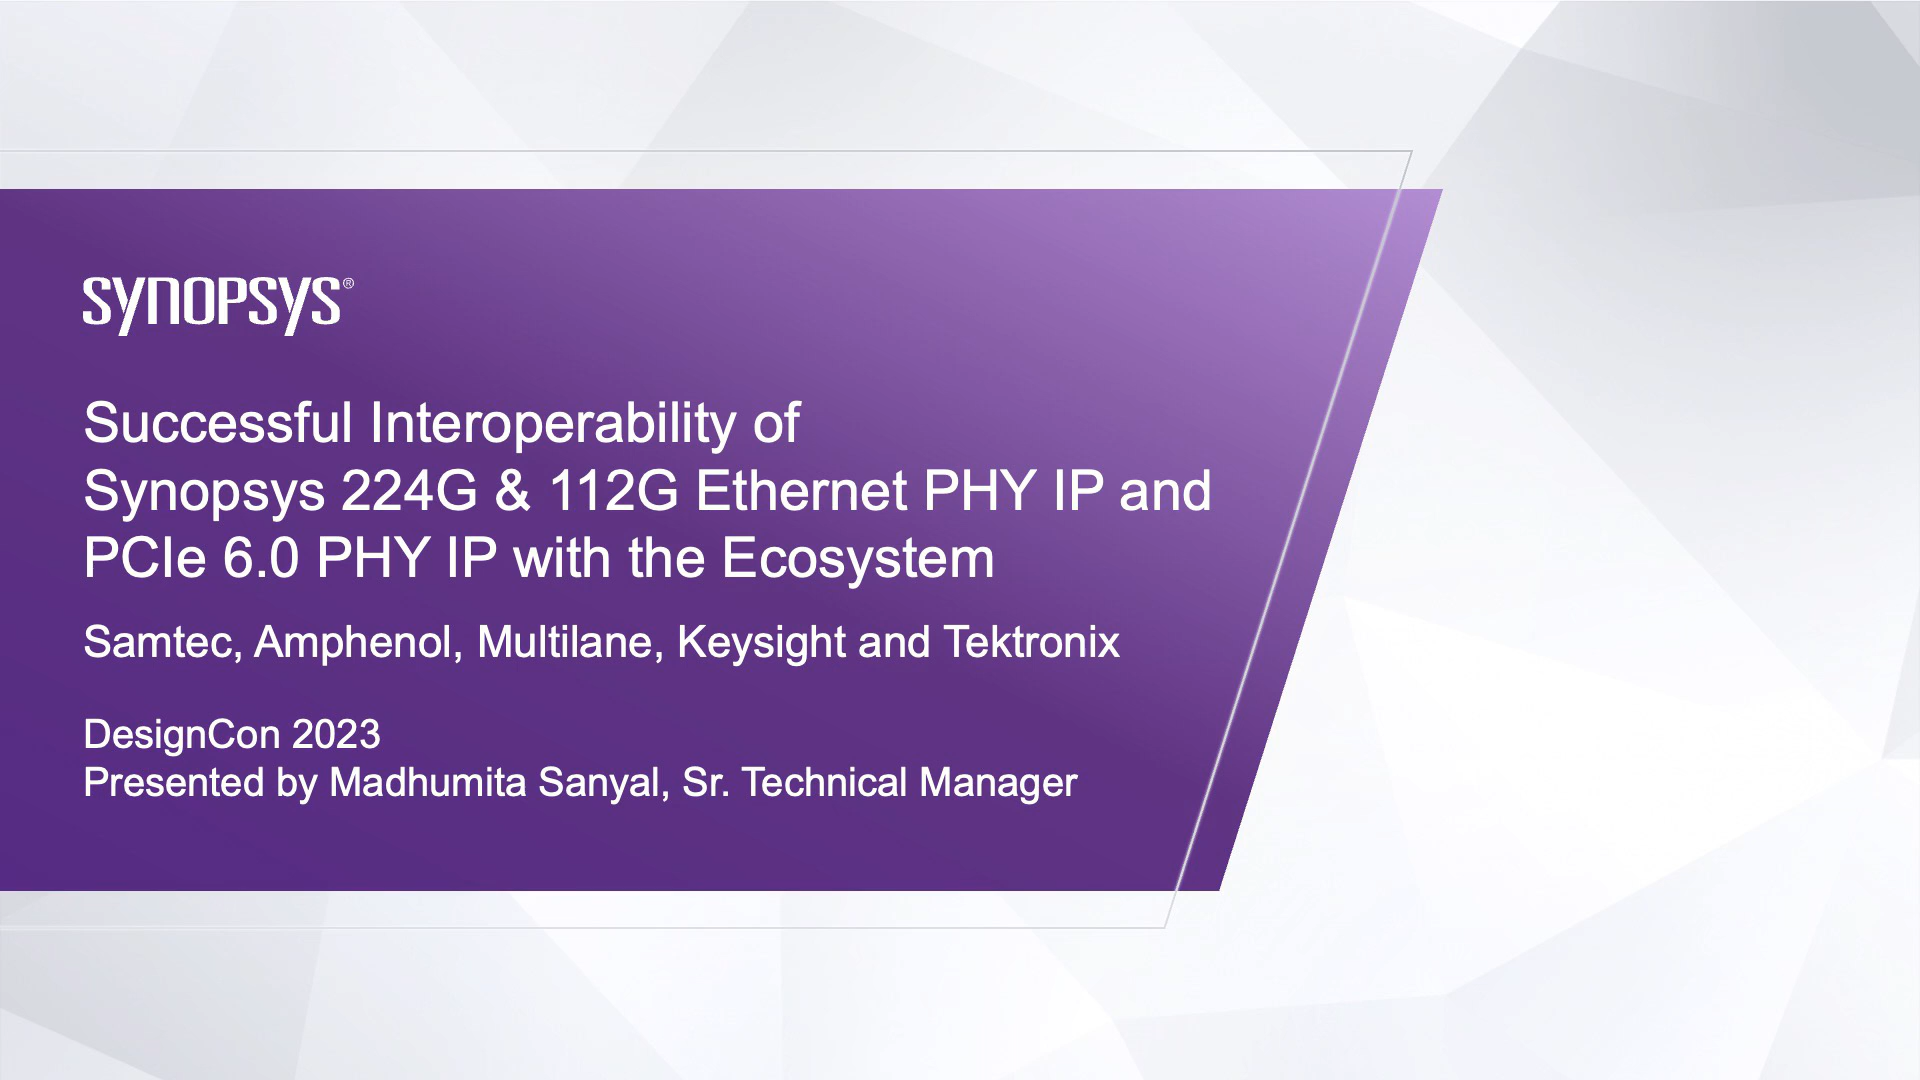 SYNOPSYS®
Successful Interoperability of
Synopsys 224G & 112G Ethernet PHY IP and
PCIe 6.0 PHY IP with the Ecosystem
Samtec, Amphenol, Multilane, Keysight and Tektronix
DesignCon 2023
Presented by Madhumita Sanyal, Sr. Technical Manager